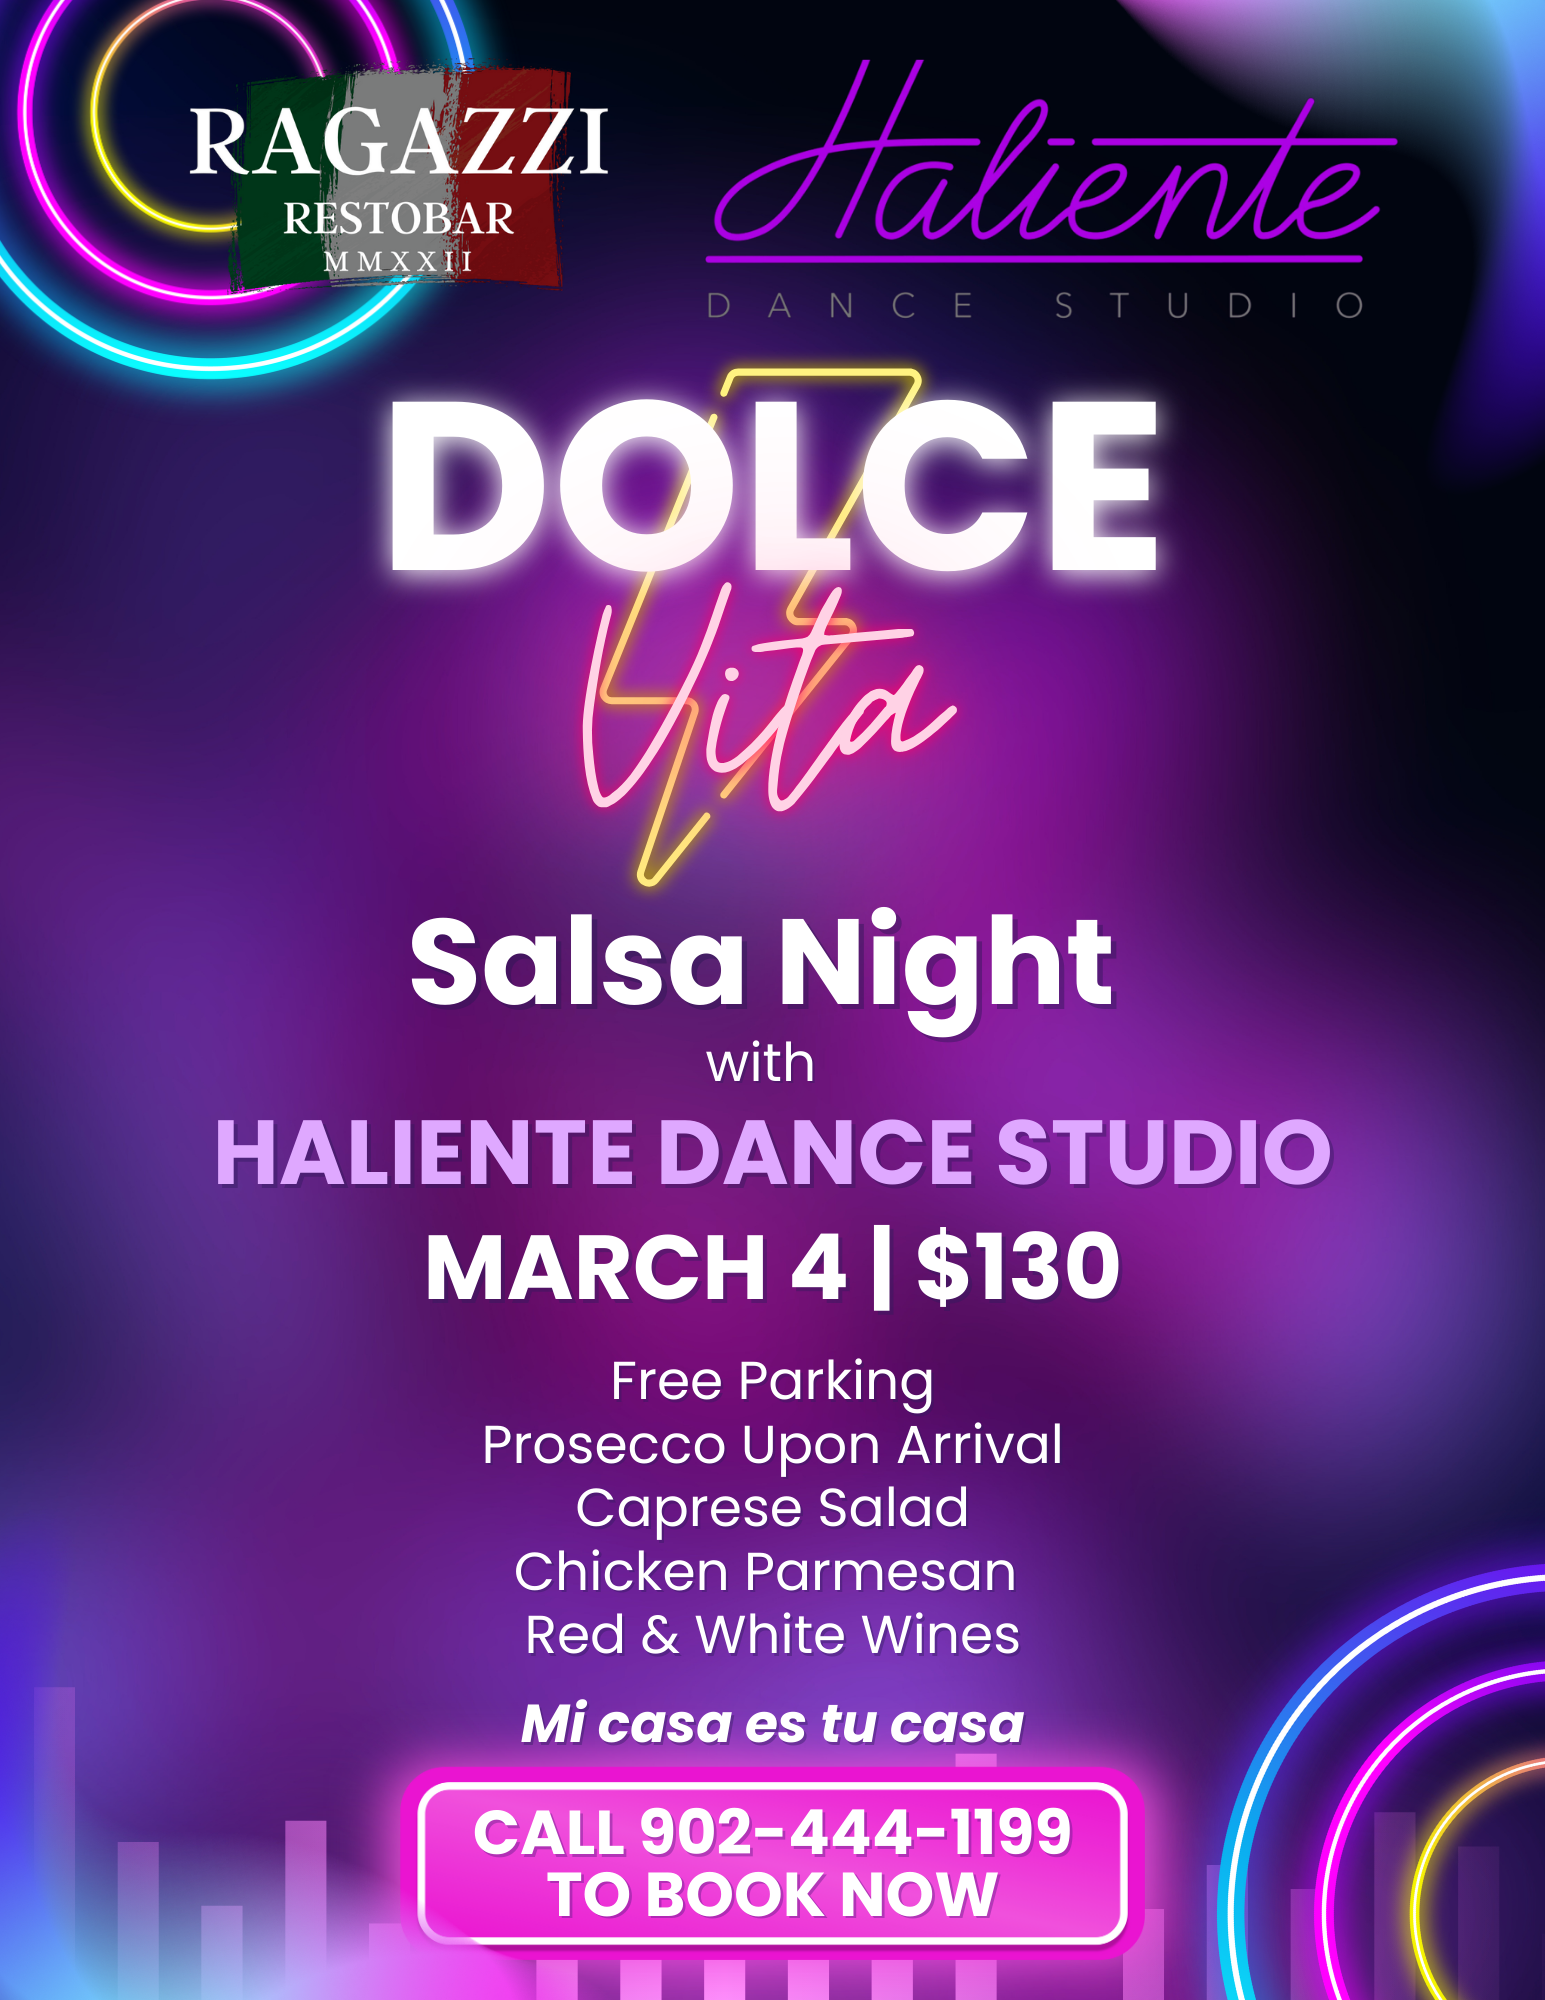 RAGAZZI
RESTOBAR
MMXXII
Haliente
DANCE STUDIO
DOLCE
Vita
Salsa Night
with
HALIENTE DANCE STUDIO
MARCH 4 | $130
Free Parking
Prosecco Upon Arrival
Caprese Salad
Chicken Parmesan
Red & White Wines
Mi casa es tu casa
CALL 902-444-1199
TO BOOK NOW